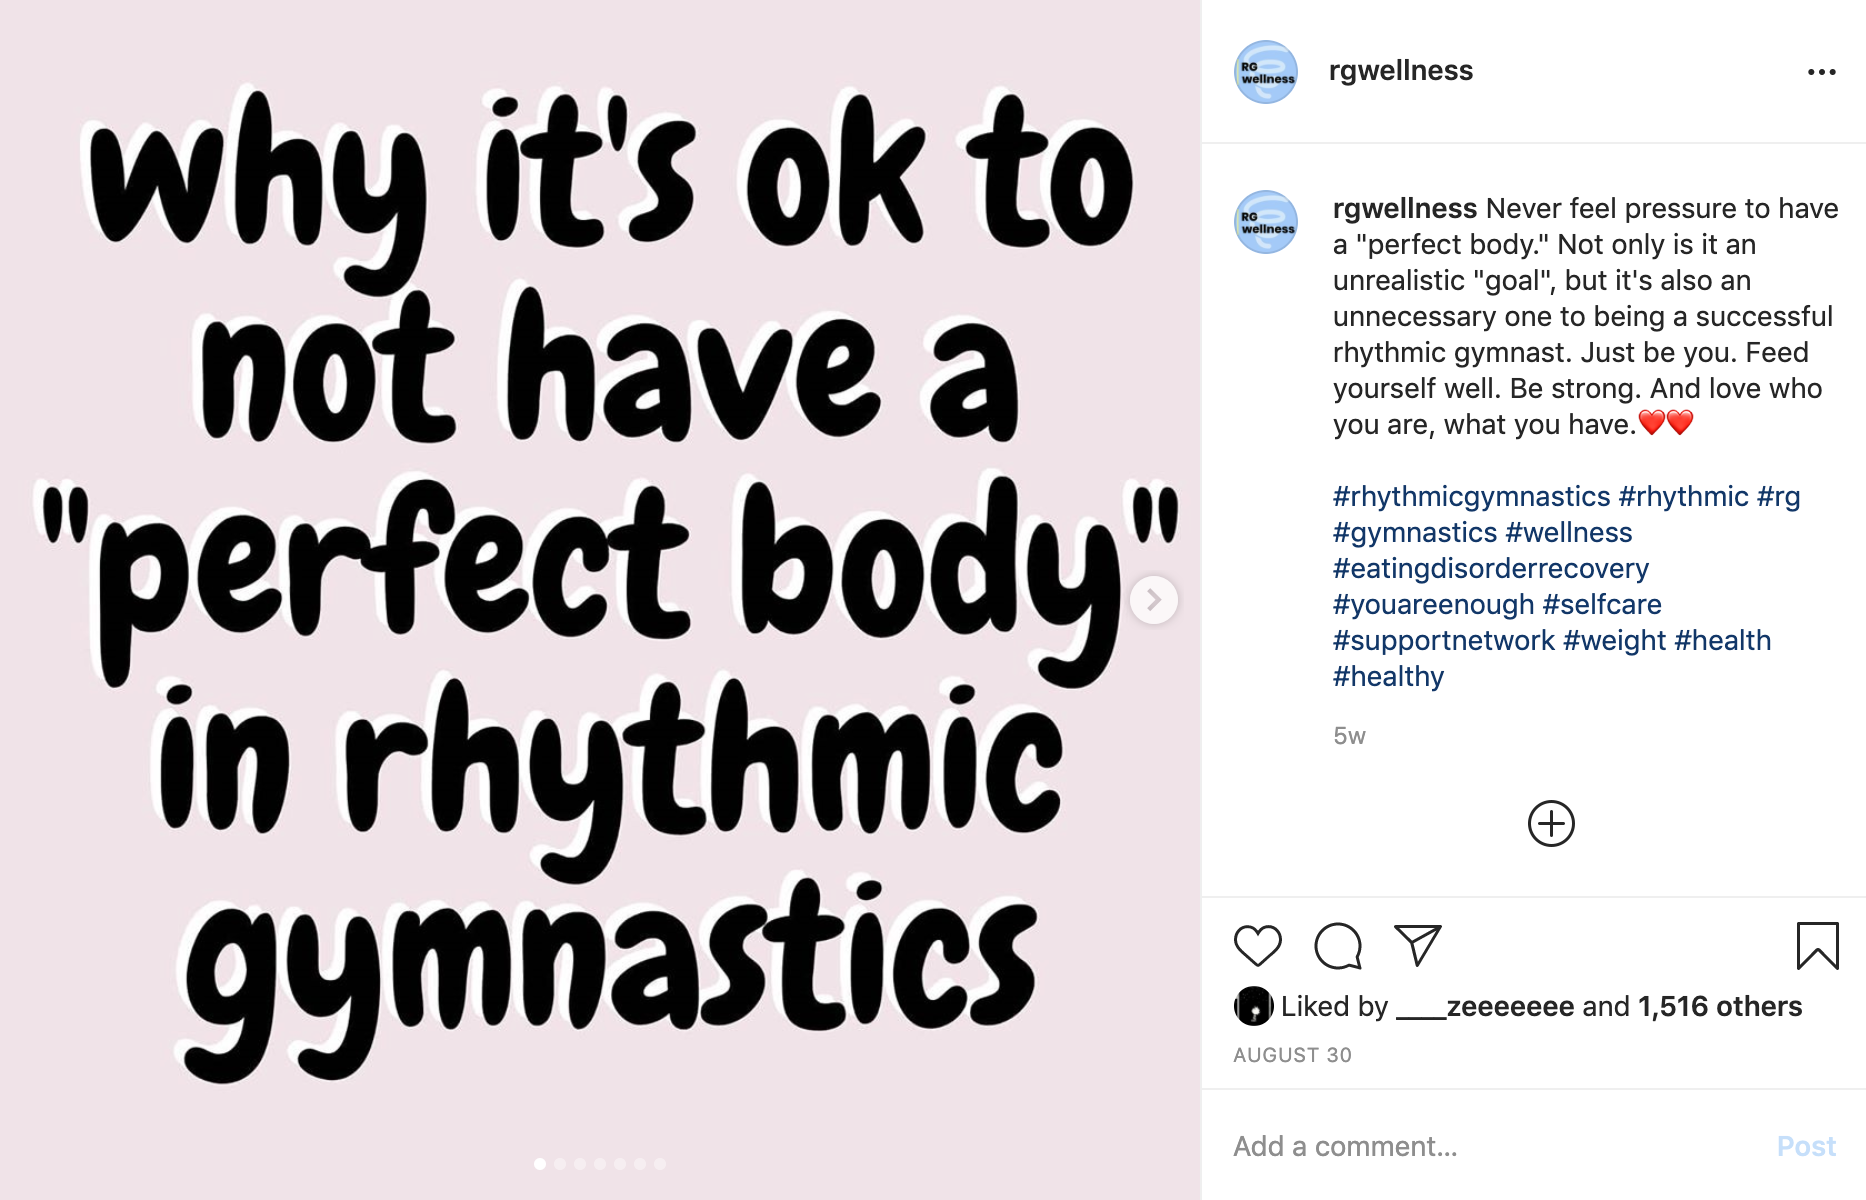 why it's ok to
not have a
"perfect body"
in rhythmic
gymnastics
RG
wellness
rgwellness
RG
wellness
rgwellness Never feel pressure to have
a "perfect body." Not only is it an
unrealistic "goal", but it's also an
unnecessary one to being a successful
rhythmic gymnast. Just be you. Feed
yourself well. Be strong. And love who
you are, what you have.❤️❤️
#rhythmicgymnastics #rhythmic #rg
#gymnastics #wellness
#eatingdisorderrecovery
#youareenough #selfcare
#supportnetwork #weight #health
#healthy
5w
Liked by ____zeeeeeee and 1,516 others
AUGUST 30
Add a comment...
Post